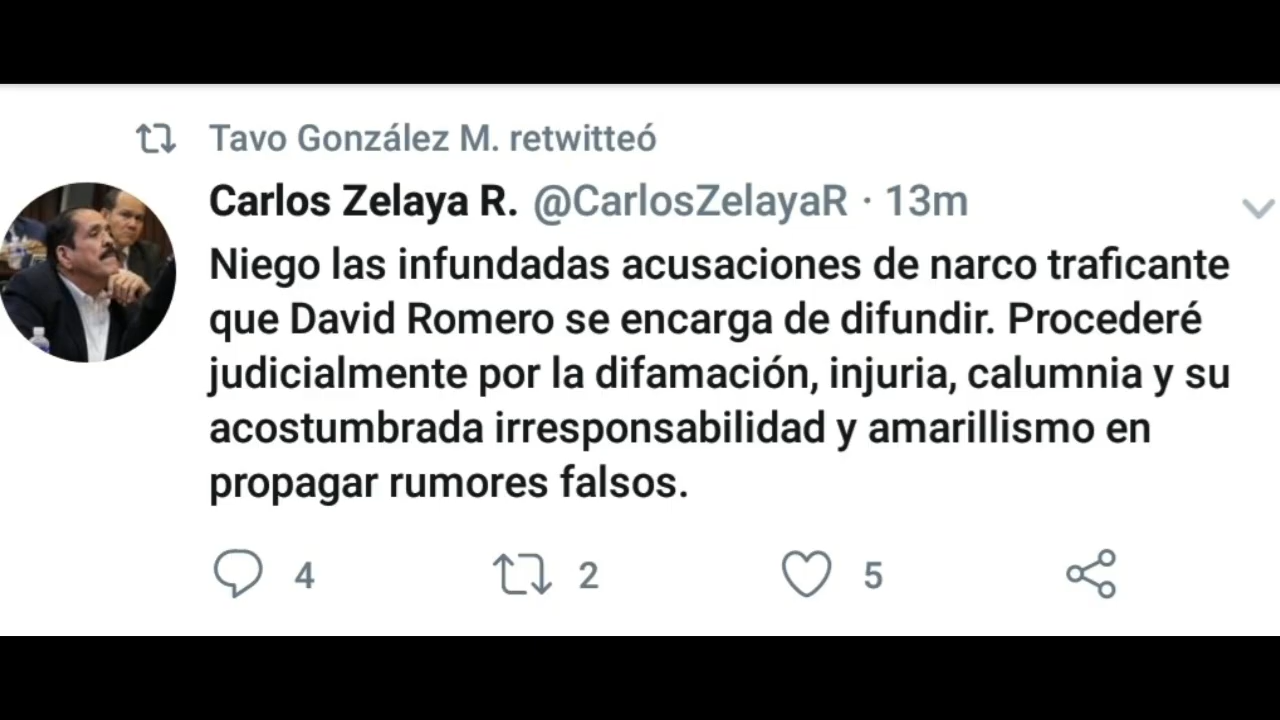 Tavo González M. retwitteó
Carlos Zelaya R. @CarlosZelayaR · 13m
Niego las infundadas acusaciones de narco traficante
que David Romero se encarga de difundir. Procederé
judicialmente por la difamación, injuria, calumnia y su
acostumbrada irresponsabilidad y amarillismo en
propagar rumores falsos.
4 2 5